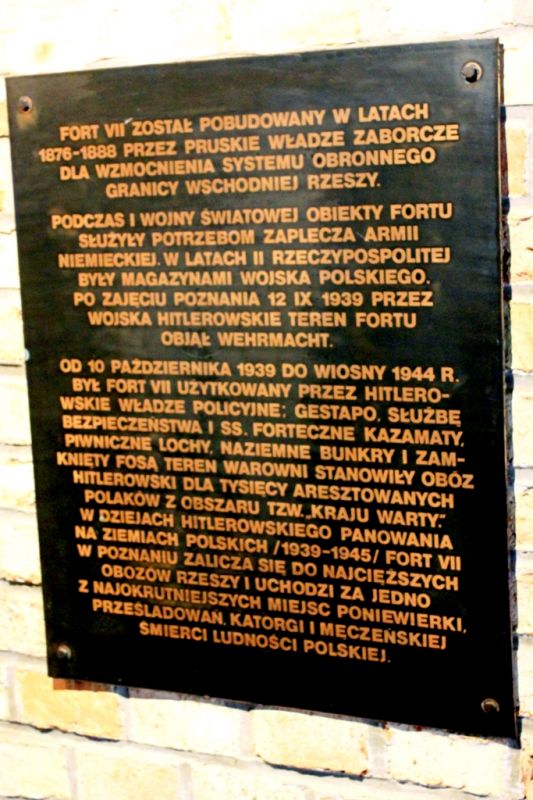 FORT VII ZOSTAŁ POBUDOWANY W LATACH
1876-1888 PRZEZ PRUSKIE WŁADZE ZABORCZE
DLA WZMOCNIENIA SYSTEMU OBRONNEGO
GRANICY WSCHODNIEJ RZESZY.
PODCZAS I WOJNY ŚWIATOWEJ OBIEKTY FORTU
SŁUŻYŁY POTRZEBOM ZAPLECZA ARMII
NIEMIECKIEJ. W LATACH II RZECZYPOSPOLITEJ
BYŁY MAGAZYNAMI WOJSKA POLSKIEGO.
PO ZAJĘCIU POZNANIA 12 IX 1939 PRZEZ
WOJSKA HITLEROWSKIE TEREN FORTU
OBJĄŁ WEHRMACHT.
OD 10 PAŹDZIERNIKA 1939 DO WIOSNY 1944 R.
BYŁ FORT VII UŻYTKOWANY PRZEZ HITLERO-
WSKIE WŁADZE POLICYJNE: GESTAPO, SŁUŻBĘ
BEZPIECZEŃSTWA I SS. FORTECZNE KAZAMATY,
PIWNICZNE LOCHY, NAZIEMNE BUNKRY I ZAM-
KNIĘTY FOSĄ TEREN WAROWNI STANOWIŁY OBÓZ
HITLEROWSKI DLA TYSIĘCY ARESZTOWANYCH
POLAKÓW Z OBSZARU TZW. „KRAJU WARTY."
W DZIEJACH HITLEROWSKIEGO PANOWANIA
NA ZIEMIACH POLSKICH /1939-1945/ FORT VII
W POZNANIU ZALICZA SIĘ DO NAJCIĘŻSZYCH
OBOZÓW RZESZY I UCHODZI ZA JEDNO
Z NAJOKRUTNIEJSZYCH MIEJSC PONIEWIERKI,
PRZEŚLADOWAŃ, KATORGI I MĘCZEŃSKIEJ
ŚMIERCI LUDNOŚCI POLSKIEJ.